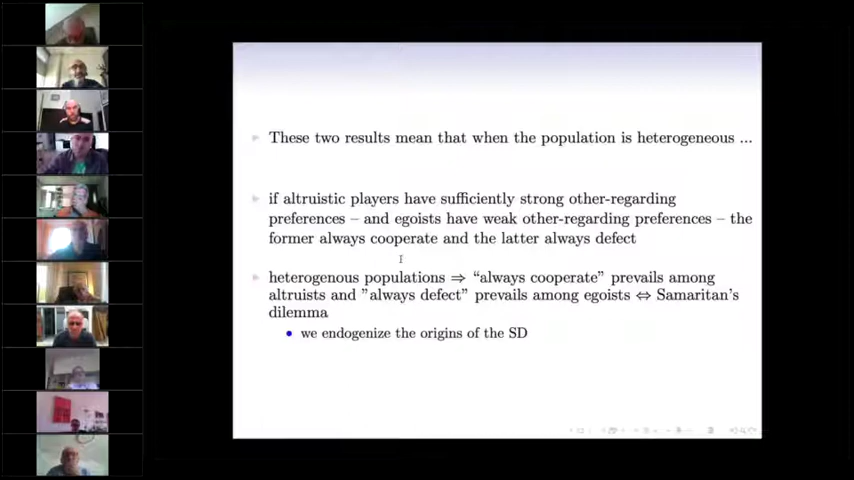 These two results mean that when the population is heterogeneous ...
if altruistic players have sufficiently strong other-regarding
preferences – and egoists have weak other-regarding preferences – the
former always cooperate and the latter always defect
heterogenous populations ⇒ “always cooperate” prevails among
altruists and ”always defect” prevails among egoists ⇔ Samaritan’s
dilemma
we endogenize the origins of the SD